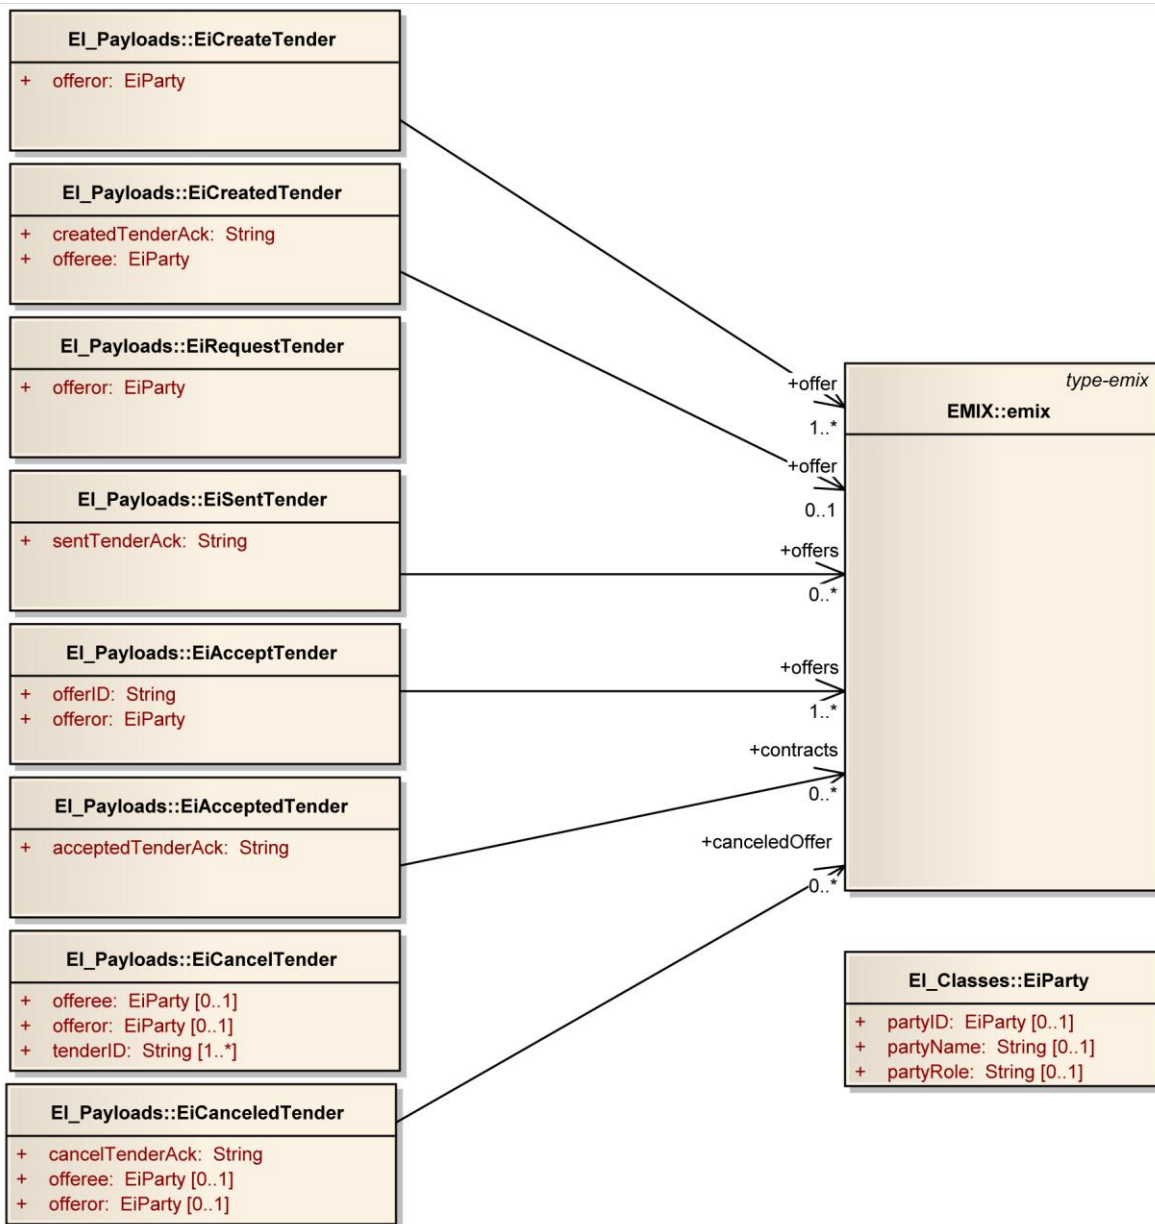 EI_Payloads::EiCreateTender
+ offeror: EiParty
EI_Payloads::EiCreatedTender
+ createdTenderAck: String
+ offeree: EiParty
EI_Payloads::EiRequestTender
+ offeror: EiParty
EI_Payloads::EiSentTender
+ sentTenderAck: String
EI_Payloads::EiAcceptTender
+ offerID: String
+ offeror: EiParty
EI_Payloads::EiAcceptedTender
+ acceptedTenderAck: String
EI_Payloads::EiCancelTender
+ offeree: EiParty [0..1]
+ offeror: EiParty [0..1]
+ tenderID: String [1..*]
EI_Payloads::EiCanceledTender
+ cancelTenderAck: String
+ offeree: EiParty [0..1]
+ offeror: EiParty [0..1]
+offer
1..*
+offer
0..1
+offers
0..*
+offers
1..*
+contracts
0..*
+canceledOffer
0..*
type-emix
EMIX::emix
EI_Classes::EiParty
+ partyID: EiParty [0..1]
+ partyName: String [0..1]
+ partyRole: String [0..1]